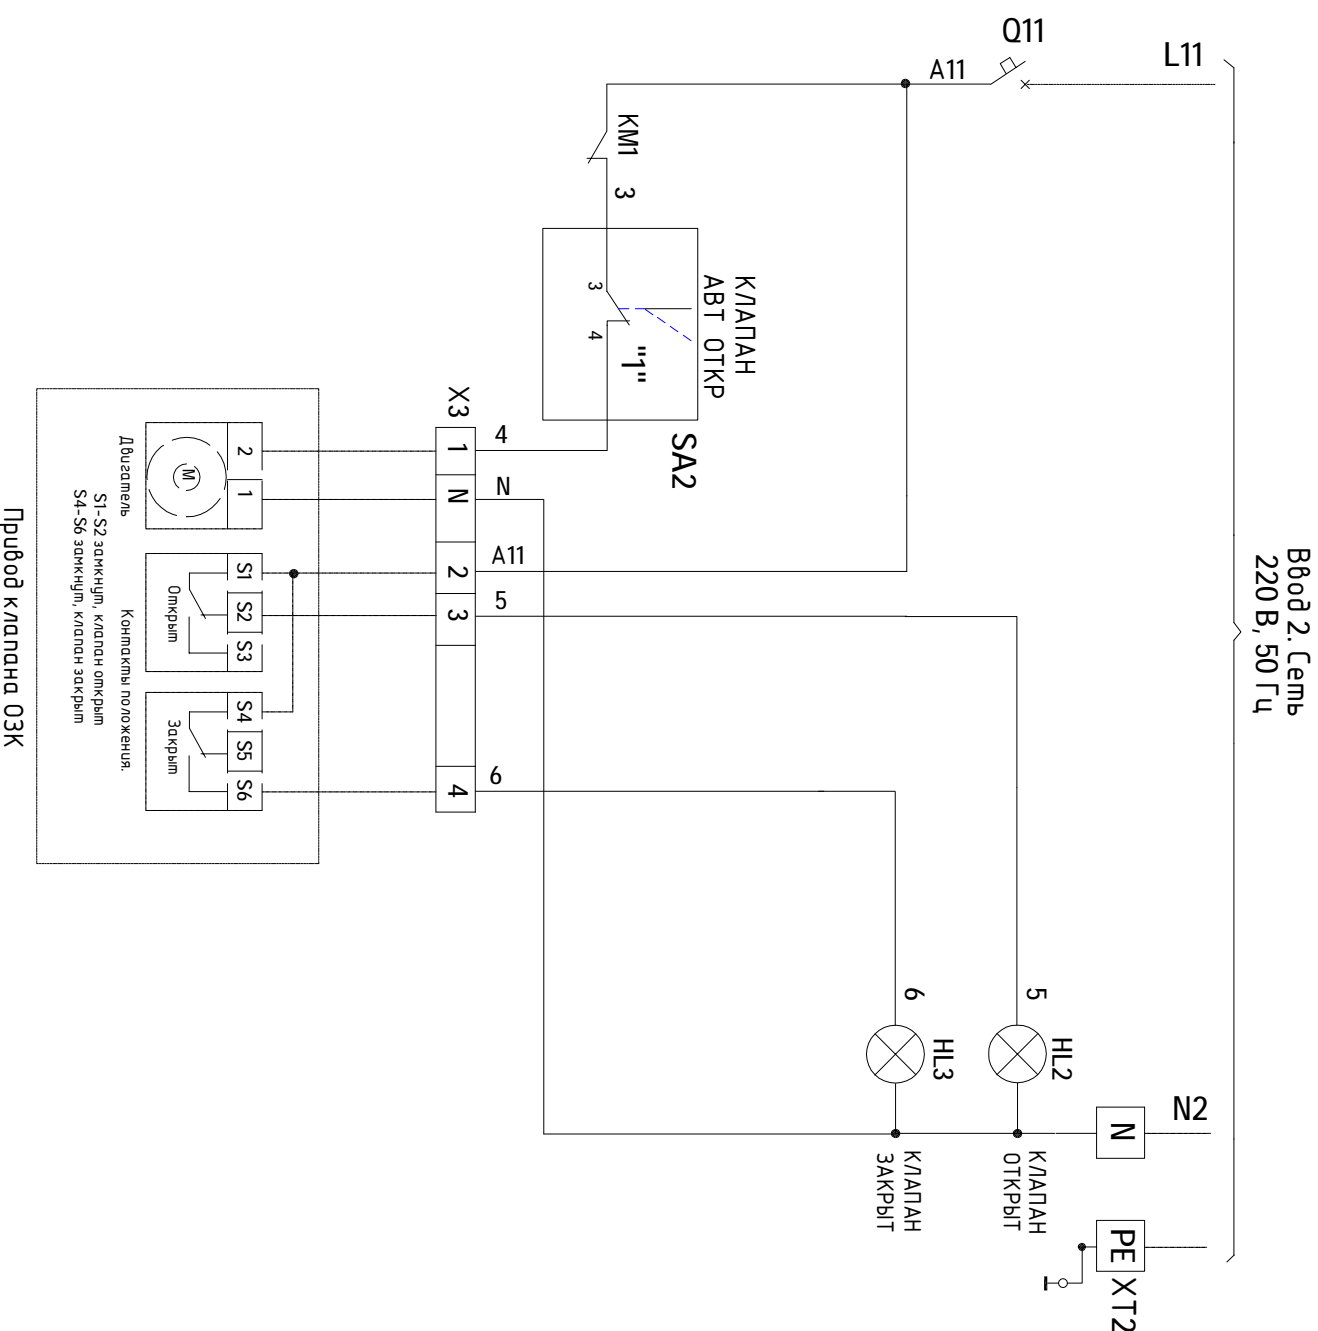 Ввод 2. Сеть
220 В, 50 Гц
L11
Q11
A11
KM1
3
КЛАПАН
АВТ ОТКР
3
4
"1"
SA2
X3
4
1
N
N
A11
2
5
3
6
4
2
1
M
Двигатель
S1
S2
S3
Открыт
S4
S5
S6
Закрыт
Контакты положения.
S1-S2 замкнут, клапан открыт
S4-S6 замкнут, клапан закрыт
Привод клапана ОЗК
6
HL3
КЛАПАН
ЗАКРЫТ
5
HL2
КЛАПАН
ОТКРЫТ
N2
N
PE
XT2